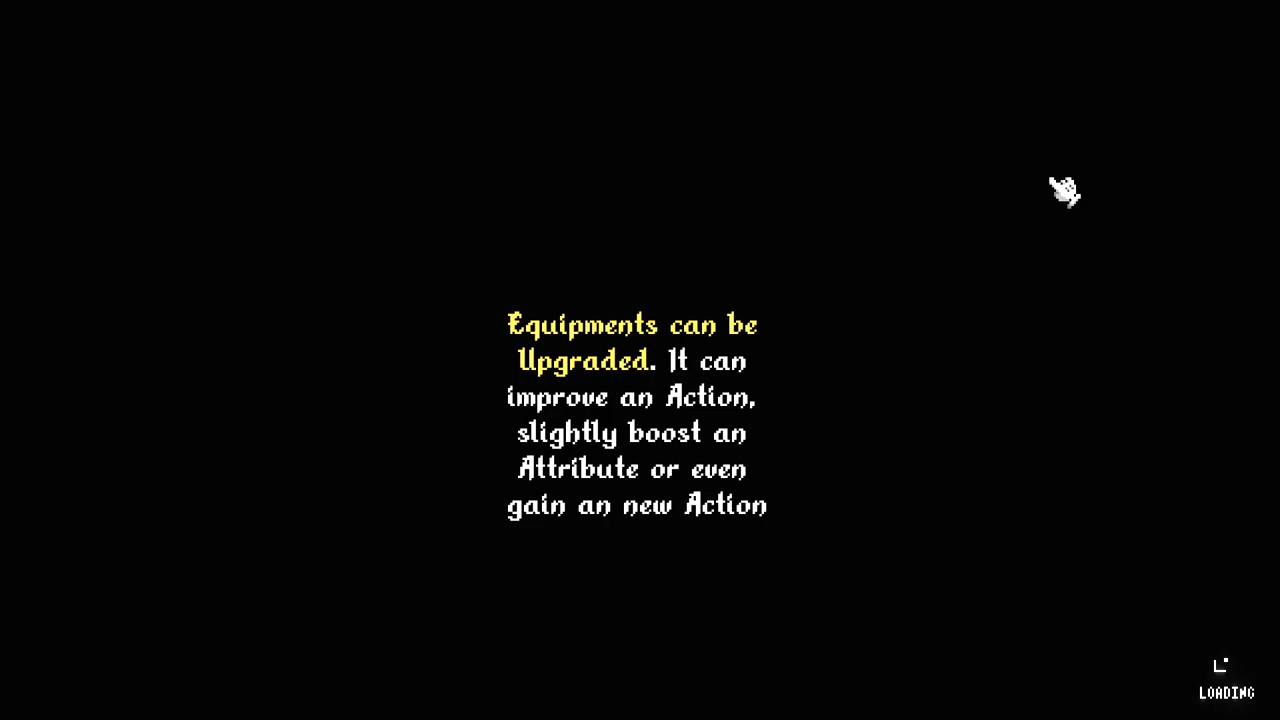 Equipments can be
Upgraded. It can
improve an Action,
slightly boost an
Attribute or even
gain an new Action
LOADING